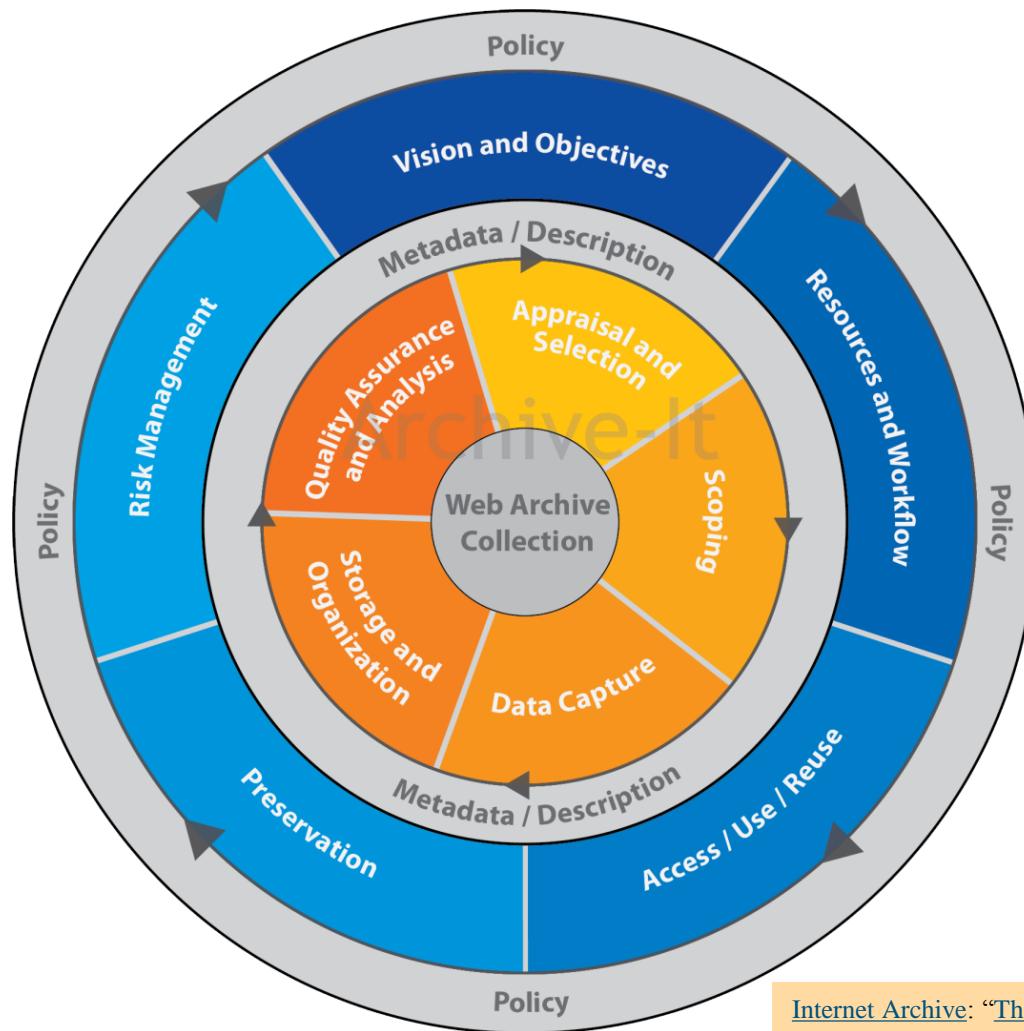 Policy
Vision and Objectives
Metadata / Description
Appraisal and
Selection
Resources and Workflow
Quality Assurance
and Analysis
Archive-It
Risk Management
Scoping
Web Archive
Collection
Policy
Policy
Storage and
Organization
Data Capture
Metadata / Description
Access / Use / Reuse
Preservation
Policy
Internet Archive: “Th